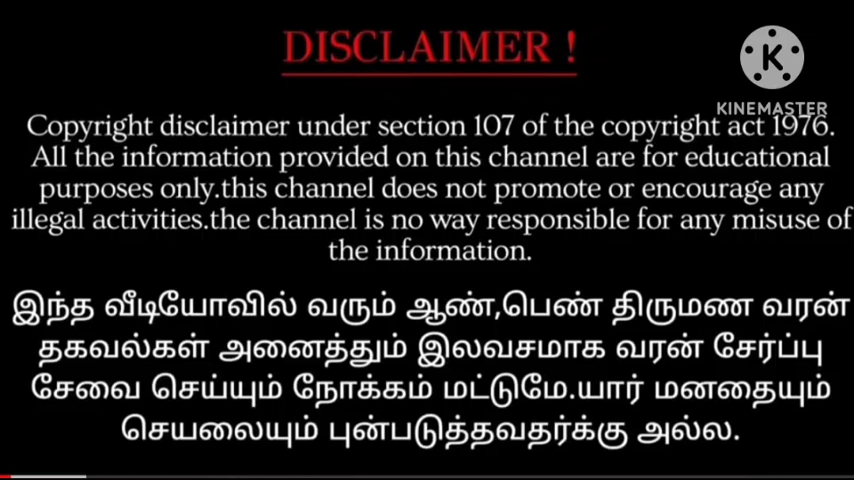 DISCLAIMER !
KINEMASTER
Copyright disclaimer under section 107 of the copyright act 1976.
All the information provided on this channel are for educational
purposes only.this channel does not promote or encourage any
illegal activities.the channel is no way responsible for any misuse of
the information.
இந்த வீடியோவில் வரும் ஆண்,பெண் திருமண வரன்
தகவல்கள் அனைத்தும் இலவசமாக வரன் சேர்ப்பு
சேவை செய்யும் நோக்கம் மட்டுமே.யார் மனதையும்
செயலையும் புன்படுத்தவதர்க்கு அல்ல.